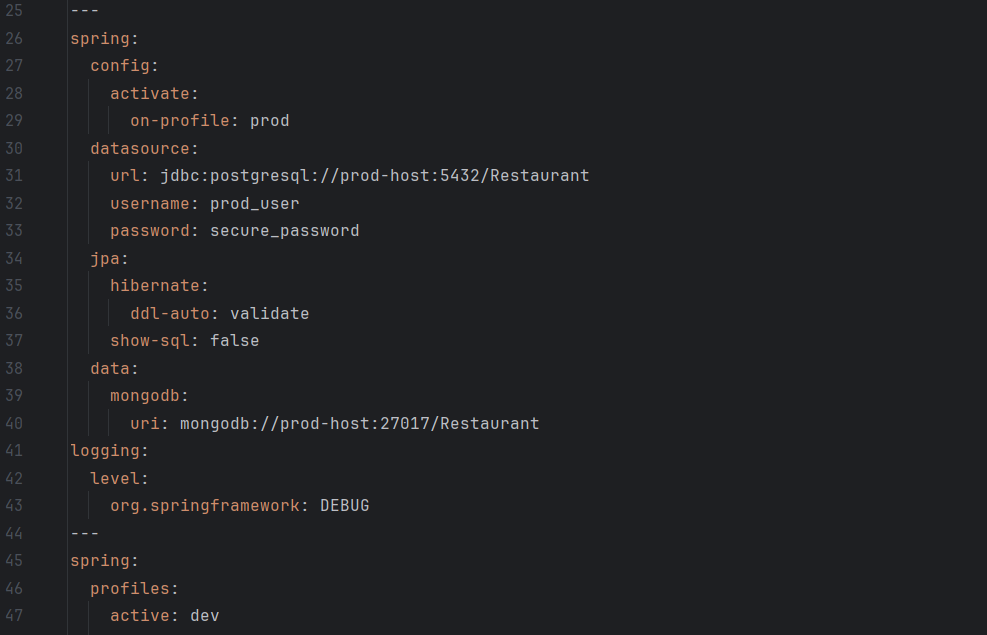 25 ---
26 spring:
27   config:
28     activate:
29       on-profile: prod
30   datasource:
31     url: jdbc:postgresql://prod-host:5432/Restaurant
32     username: prod_user
33     password: secure_password
34   jpa:
35     hibernate:
36       ddl-auto: validate
37     show-sql: false
38   data:
39     mongodb:
40       uri: mongodb://prod-host:27017/Restaurant
41 logging:
42   level:
43     org.springframework: DEBUG
44 ---
45 spring:
46   profiles:
47     active: dev